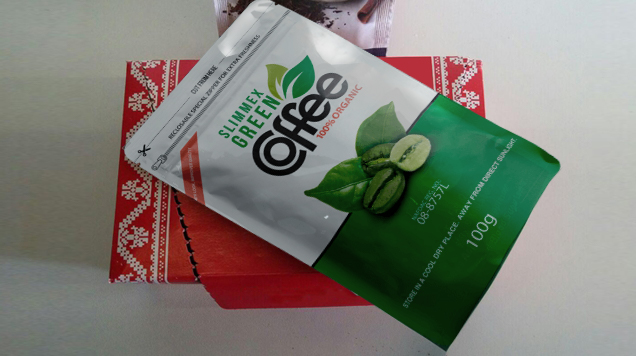 CUT FROM HERE
RECLOSABLE SPECIAL ZIPPER FOR EXTRA FRESHNESS
SLIMMEX
GREEN
Coffee
100% ORGANIC
08-8757L
100g
STORE IN A COOL DRY PLACE, AWAY FROM DIRECT SUNLIGHT